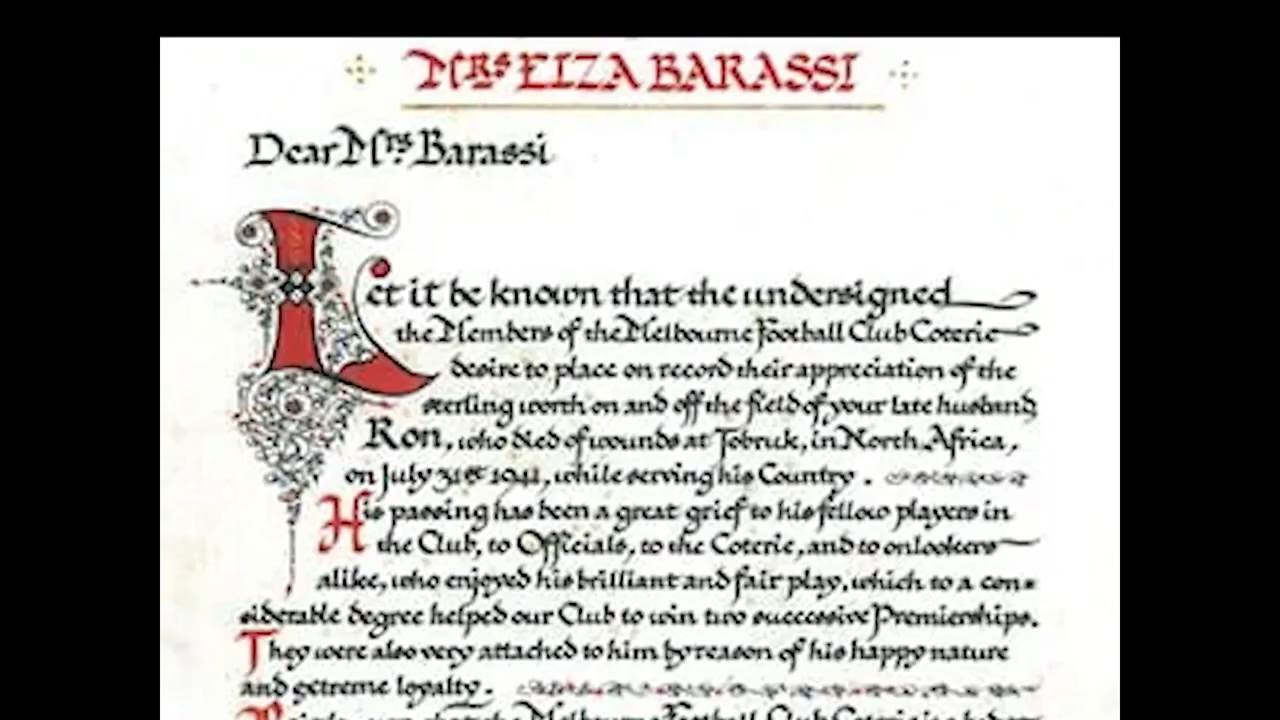 Mrs ELZA BARASSI
Dear Mrs. Barassi
Let it be known that the undersigned
the Members of the Melbourne Football Club Coterie
desire to place on record their appreciation of the
sterling worth on and off the field of your late husband,
Ron, who died of wounds at Tobruk, in North Africa,
on July 31st 1941, while serving his Country.
His passing has been a great grief to his fellow players in
the Club, to Officials, to the Coterie, and to onlookers
alike, who enjoyed his brilliant and fair play, which to a con=
siderable degree helped our Club to win two successive Premierships.
They were also very attached to him by reason of his happy nature
and extreme loyalty.
the Melbourne Football Club Coterie is a